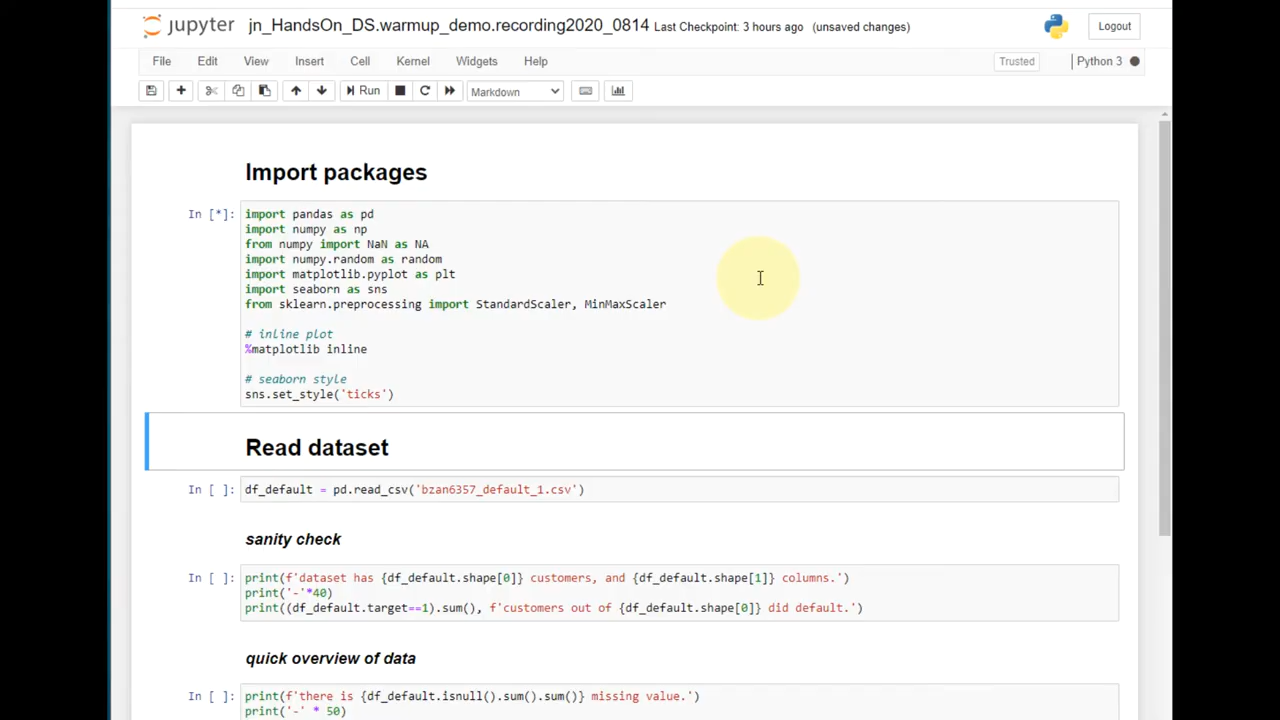 jupyter jn_HandsOn_DS.warmup_demo.recording2020_0814 Last Checkpoint: 3 hours ago (unsaved changes) Logout
File Edit View Insert Cell Kernel Widgets Help Trusted Python 3
Run Markdown
Import packages
In [*]: import pandas as pd
import numpy as np
from numpy import NaN as NA
import numpy.random as random
import matplotlib.pyplot as plt
import seaborn as sns
from sklearn.preprocessing import StandardScaler, MinMaxScaler
# inline plot
%matplotlib inline
# seaborn style
sns.set_style('ticks')
Read dataset
In [ ]: df_default = pd.read_csv('bzan6357_default_1.csv')
sanity check
In [ ]: print(f'dataset has {df_default.shape[0]} customers, and {df_default.shape[1]} columns.')
print('-'*40)
print((df_default.target==1).sum(), f'customers out of {df_default.shape[0]} did default.')
quick overview of data
In [ ]: print(f'there is {df_default.isnull().sum().sum()} missing value.')
print('-' * 50)